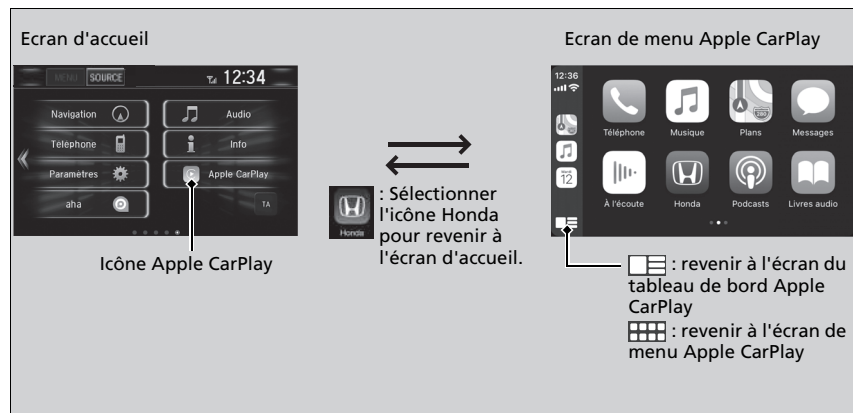 Ecran d'accueil
MENU SOURCE 12:34
Navigation
Audio
Téléphone
Info
Paramètres
Apple CarPlay
aha
TA
Icône Apple CarPlay
Honda
: Sélectionner
l'icône Honda
pour revenir à
l'écran d'accueil.
Ecran de menu Apple CarPlay
12:36
12
Téléphone
Musique
Plans
Messages
À l'écoute
Honda
Podcasts
Livres audio
: revenir à l'écran du
tableau de bord Apple
CarPlay
: revenir à l'écran de
menu Apple CarPlay